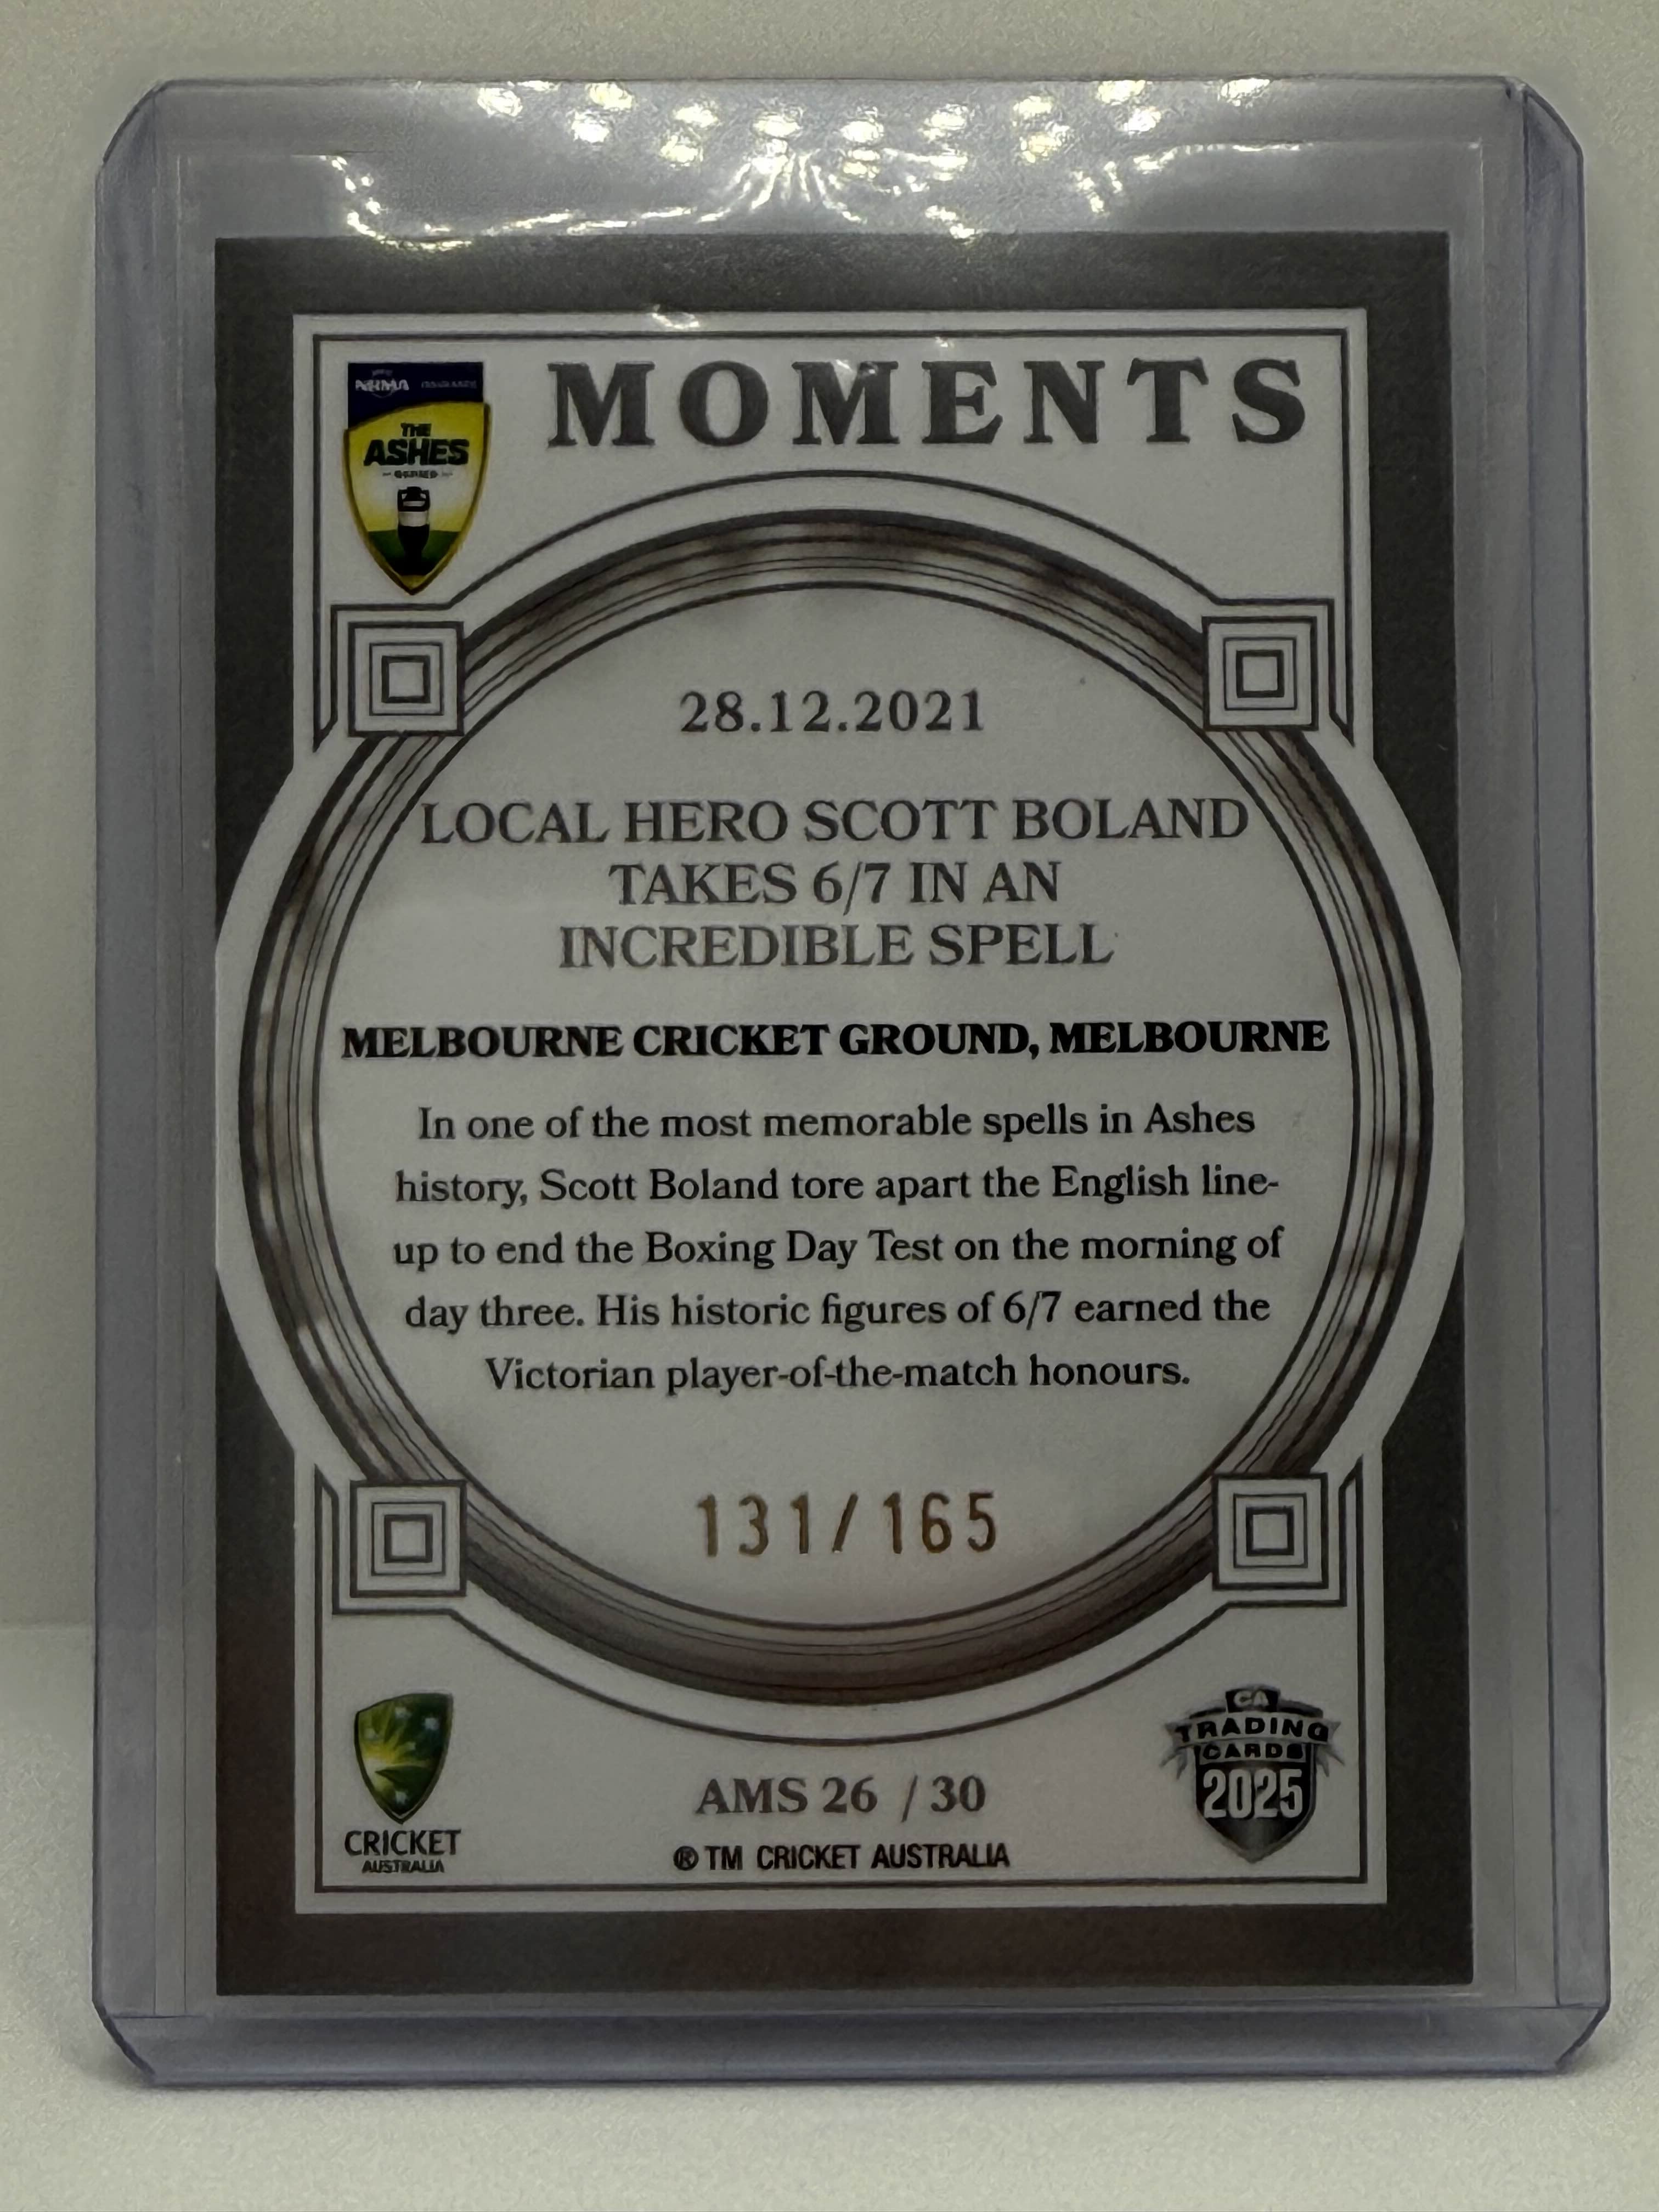 NRMA
MOMENTS
THE
ASHES
SERIES
28.12.2021
LOCAL HERO SCOTT BOLAND
TAKES 6/7 IN AN
INCREDIBLE SPELL
MELBOURNE CRICKET GROUND, MELBOURNE
In one of the most memorable spells in Ashes
history, Scott Boland tore apart the English line-
up to end the Boxing Day Test on the morning of
day three. His historic figures of 6/7 earned the
Victorian player-of-the-match honours.
131/165
CRICKET
AUSTRALIA
AMS 26 / 30
® TM CRICKET AUSTRALIA
CA
TRADING
CARDS
2025